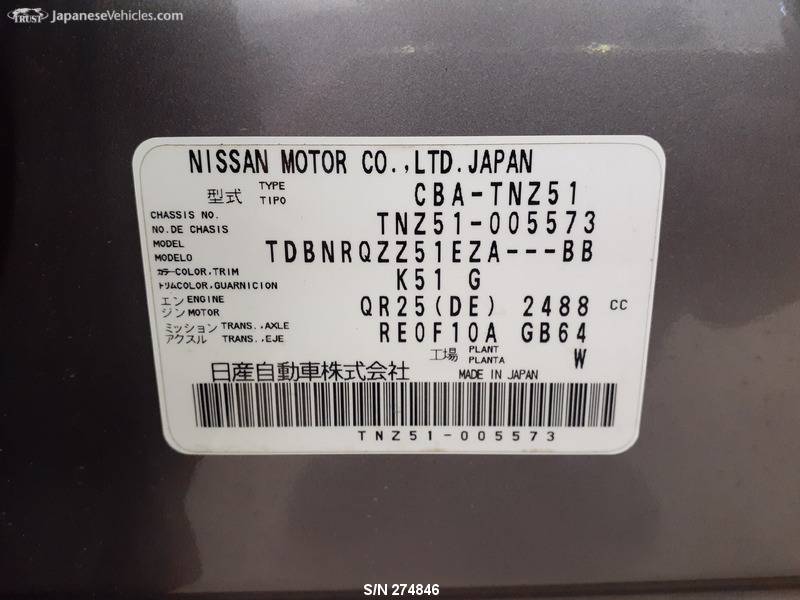 TRUST JapaneseVehicles.com
NISSAN MOTOR CO.,LTD.JAPAN
型式 TYPE TIPO CBA-TNZ51
CHASSIS NO. NO.DE CHASIS TNZ51-005573
MODEL MODELO TDBNRQZZ51EZA---BB
カラー COLOR,TRIM トリム COLOR,GUARNICION K51 G
エンジン ENGINE MOTOR QR25(DE) 2488 CC
ミッション アクスル TRANS.,AXLE TRANS.,EJE RE0F10A GB64
工場 PLANT PLANTA W
日産自動車株式会社 MADE IN JAPAN
TNZ51-005573
S/N 274846